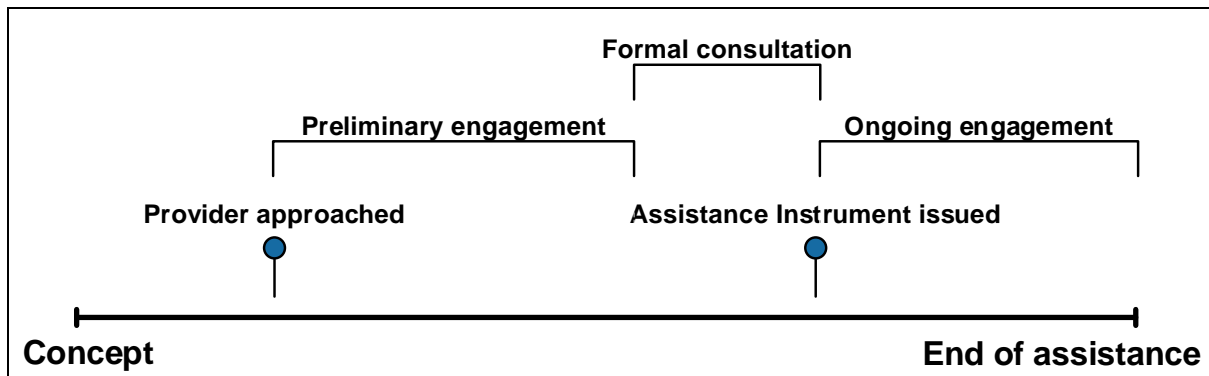 Formal consultation
Preliminary engagement
Ongoing engagement
Provider approached
Assistance Instrument issued
Concept
End of assistance